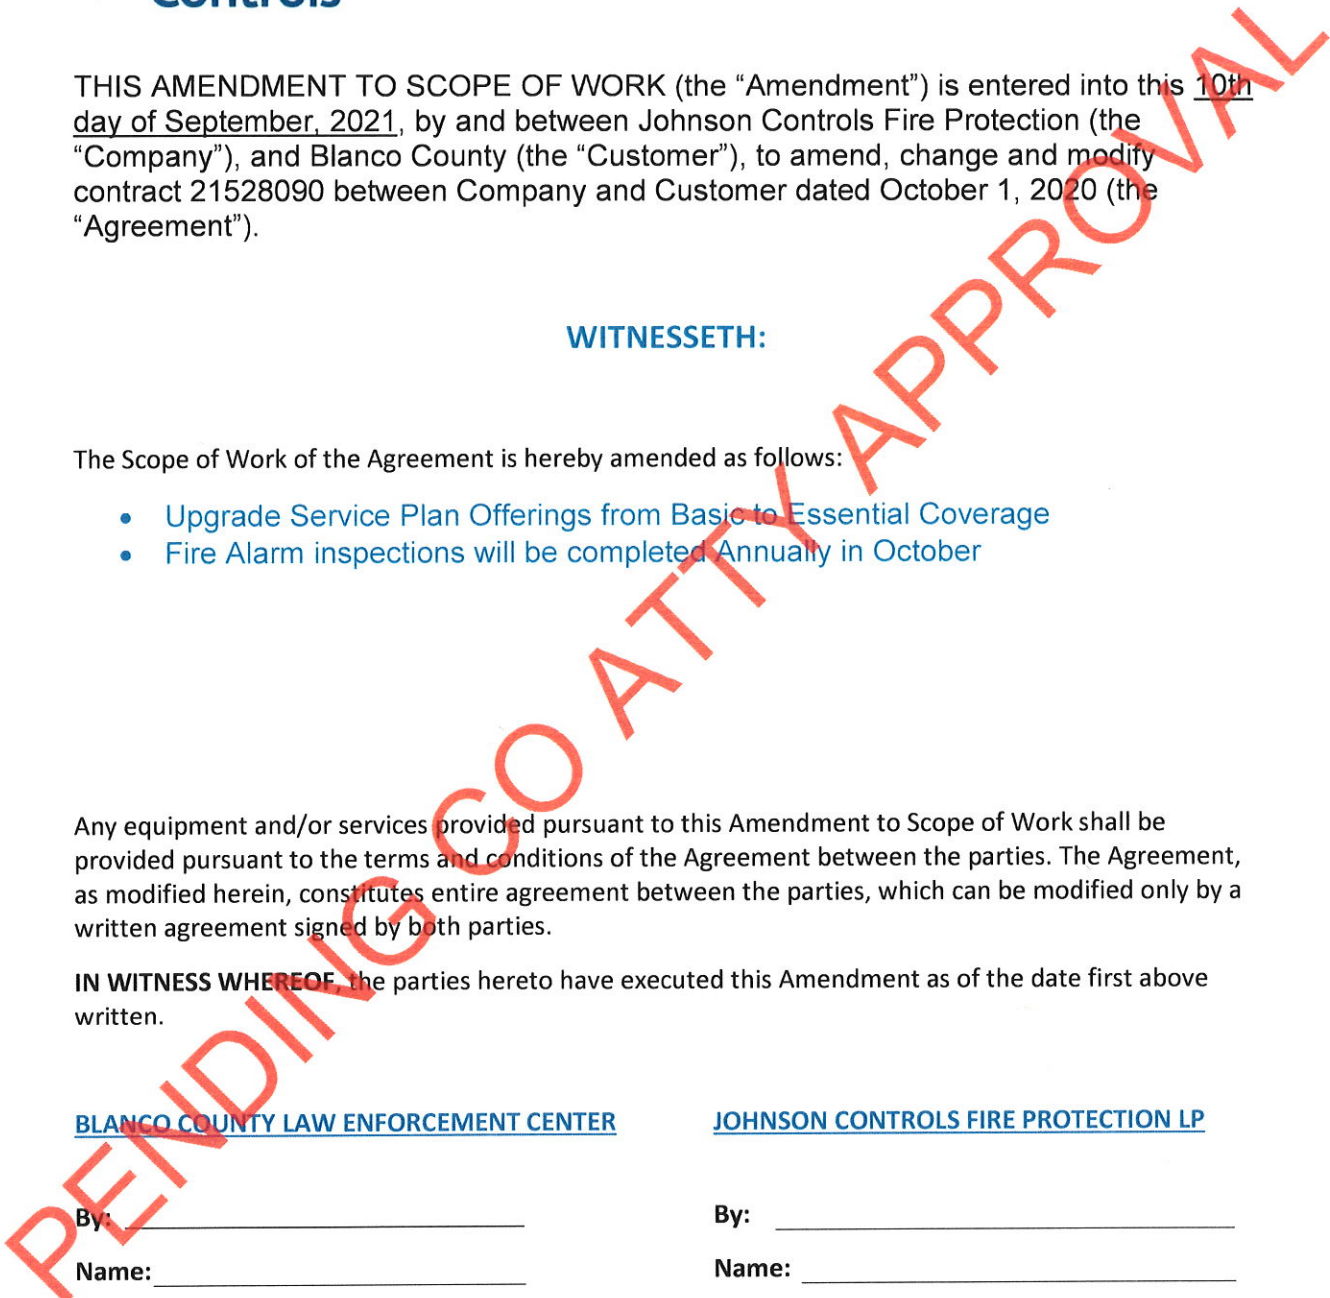 Controls
THIS AMENDMENT TO SCOPE OF WORK (the “Amendment”) is entered into this 10th
day of September, 2021, by and between Johnson Controls Fire Protection (the
“Company”), and Blanco County (the “Customer”), to amend, change and modify
contract 21528090 between Company and Customer dated October 1, 2020 (the
“Agreement”).
WITNESSETH:
The Scope of Work of the Agreement is hereby amended as follows:
• Upgrade Service Plan Offerings from Basic to Essential Coverage
• Fire Alarm inspections will be completed Annually in October
Any equipment and/or services provided pursuant to this Amendment to Scope of Work shall be
provided pursuant to the terms and conditions of the Agreement between the parties. The Agreement,
as modified herein, constitutes entire agreement between the parties, which can be modified only by a
written agreement signed by both parties.
IN WITNESS WHEREOF, the parties hereto have executed this Amendment as of the date first above
written.
BLANCO COUNTY LAW ENFORCEMENT CENTER
JOHNSON CONTROLS FIRE PROTECTION LP
By:
By:
Name:
Name:
PENDING CO ATTY APPROVAL